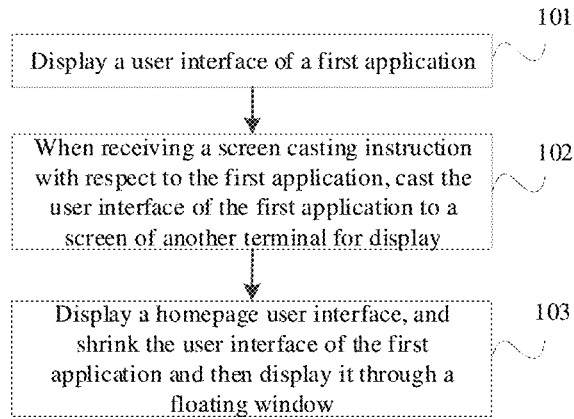 101
Display a user interface of a first application
When receiving a screen casting instruction
with respect to the first application, cast the
user interface of the first application to a
screen of another terminal for display
102
Display a homepage user interface, and
shrink the user interface of the first
application and then display it through a
floating window
103